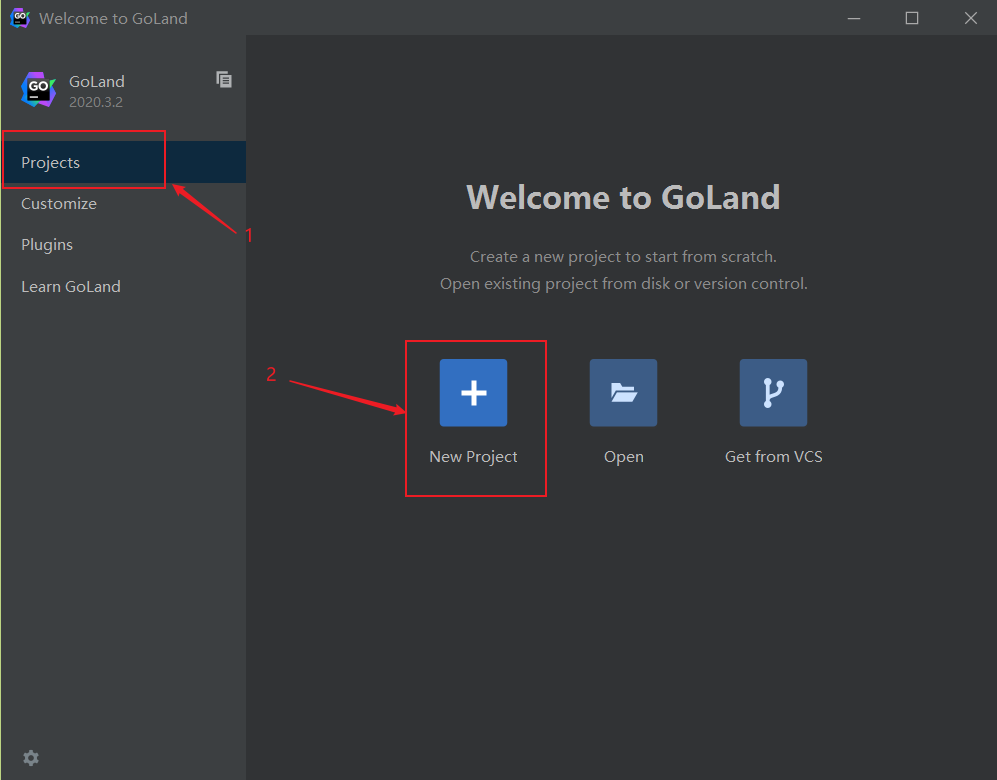 Welcome to GoLand
GO
GoLand
2020.3.2
Projects
Customize
1
Plugins
Learn GoLand
Welcome to GoLand
Create a new project to start from scratch.
Open existing project from disk or version control.
2
New Project
Open
Get from VCS